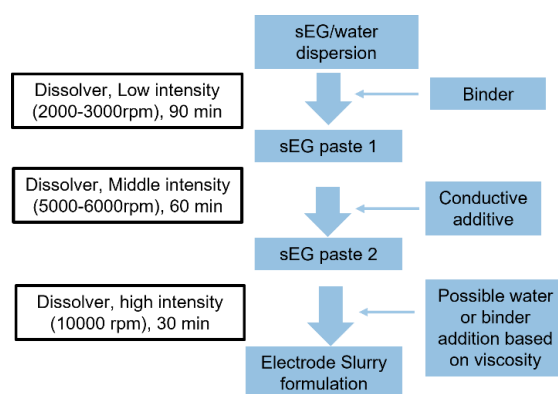 sEG/water
dispersion
Dissolver, Low intensity
(2000-3000rpm), 90 min
Binder
sEG paste 1
Dissolver, Middle intensity
(5000-6000rpm), 60 min
Conductive
additive
sEG paste 2
Dissolver, high intensity
(10000 rpm), 30 min
Possible water
or binder
addition based
on viscosity
Electrode Slurry
formulation